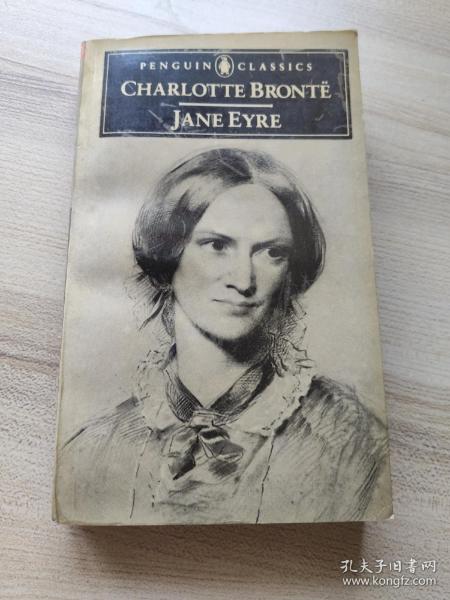 PENGUIN CLASSICS
CHARLOTTE BRONTË
JANE EYRE
孔夫子旧书网
www.kongfz.com